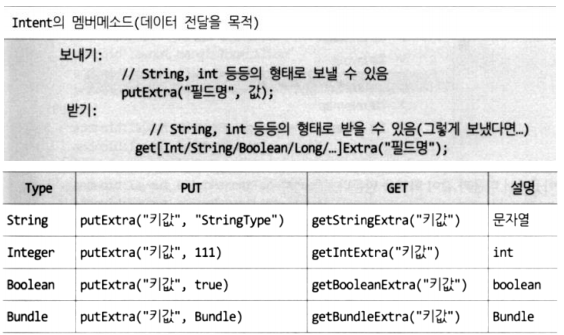 Intent의 멤버메소드(데이터 전달을 목적)
보내기:
// String, int 등등의 형태로 보낼 수 있음
putExtra("필드명", 값);
받기:
// String, int 등등의 형태로 받을 수 있음(그렇게 보냈다면…)
get[Int/String/Boolean/Long/…]Extra("필드명");
Type PUT GET 설명
String putExtra("키값", "StringType") getStringExtra("키값") 문자열
Integer putExtra("키값", 111) getIntExtra("키값") int
Boolean putExtra("키값", true) getBooleanExtra("키값") boolean
Bundle putExtra("키값", Bundle) getBundleExtra("키값") Bundle